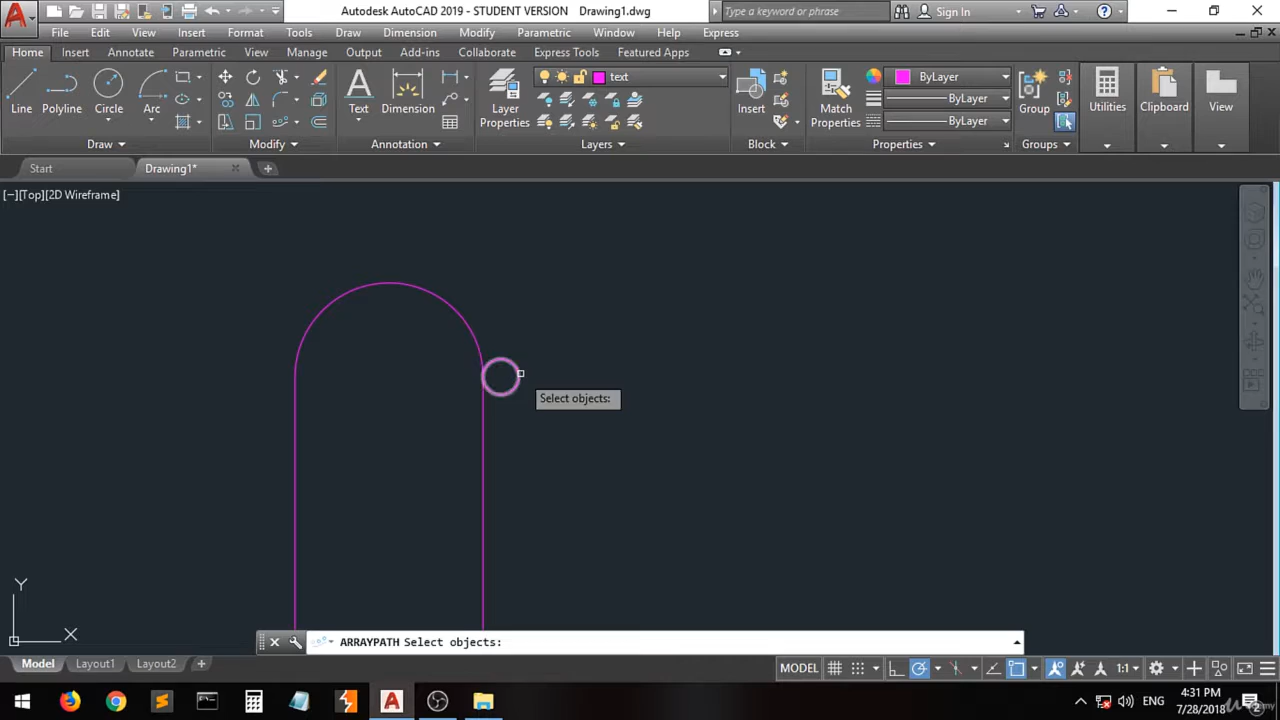 Autodesk AutoCAD 2019 - STUDENT VERSION Drawing1.dwg
Type a keyword or phrase
Sign In
File Edit View Insert Format Tools Draw Dimension Modify Parametric Window Help Express
Home Insert Annotate Parametric View Manage Output Add-ins Collaborate Express Tools Featured Apps
text
ByLayer
ByLayer
ByLayer
Line Polyline Circle Arc
Text Dimension
Layer
Properties
Insert
Match
Properties
Group
Utilities
Clipboard
View
Draw Modify Annotation Layers Block Properties Groups
Start Drawing1*
[−][Top][2D Wireframe]
Select objects:
Y
X
ARRAYPATH Select objects:
Model Layout1 Layout2
MODEL
1:1
ENG
4:31 PM
7/28/2018
2